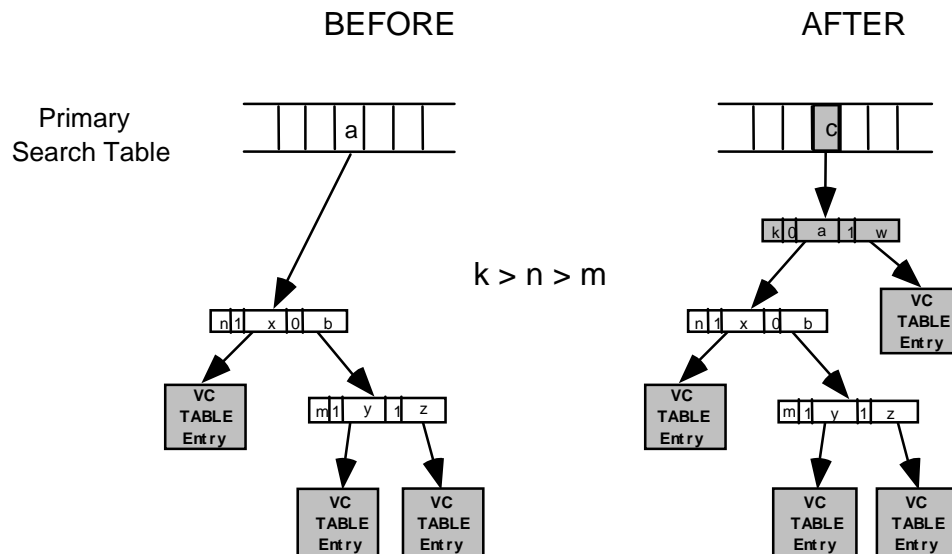 BEFORE
AFTER
Primary
Search Table
a
c
k 0 a 1 w
k > n > m
n 1 x 0 b
n 1 x 0 b
VC
TABLE
Entry
VC
TABLE
Entry
VC
TABLE
Entry
m 1 y 1 z
m 1 y 1 z
VC
TABLE
Entry
VC
TABLE
Entry
VC
TABLE
Entry
VC
TABLE
Entry